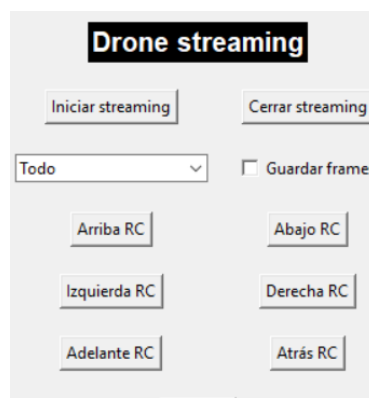 Drone streaming
Iniciar streaming Cerrar streaming
Todo Guardar frame
Arriba RC Abajo RC
Izquierda RC Derecha RC
Adelante RC Atrás RC